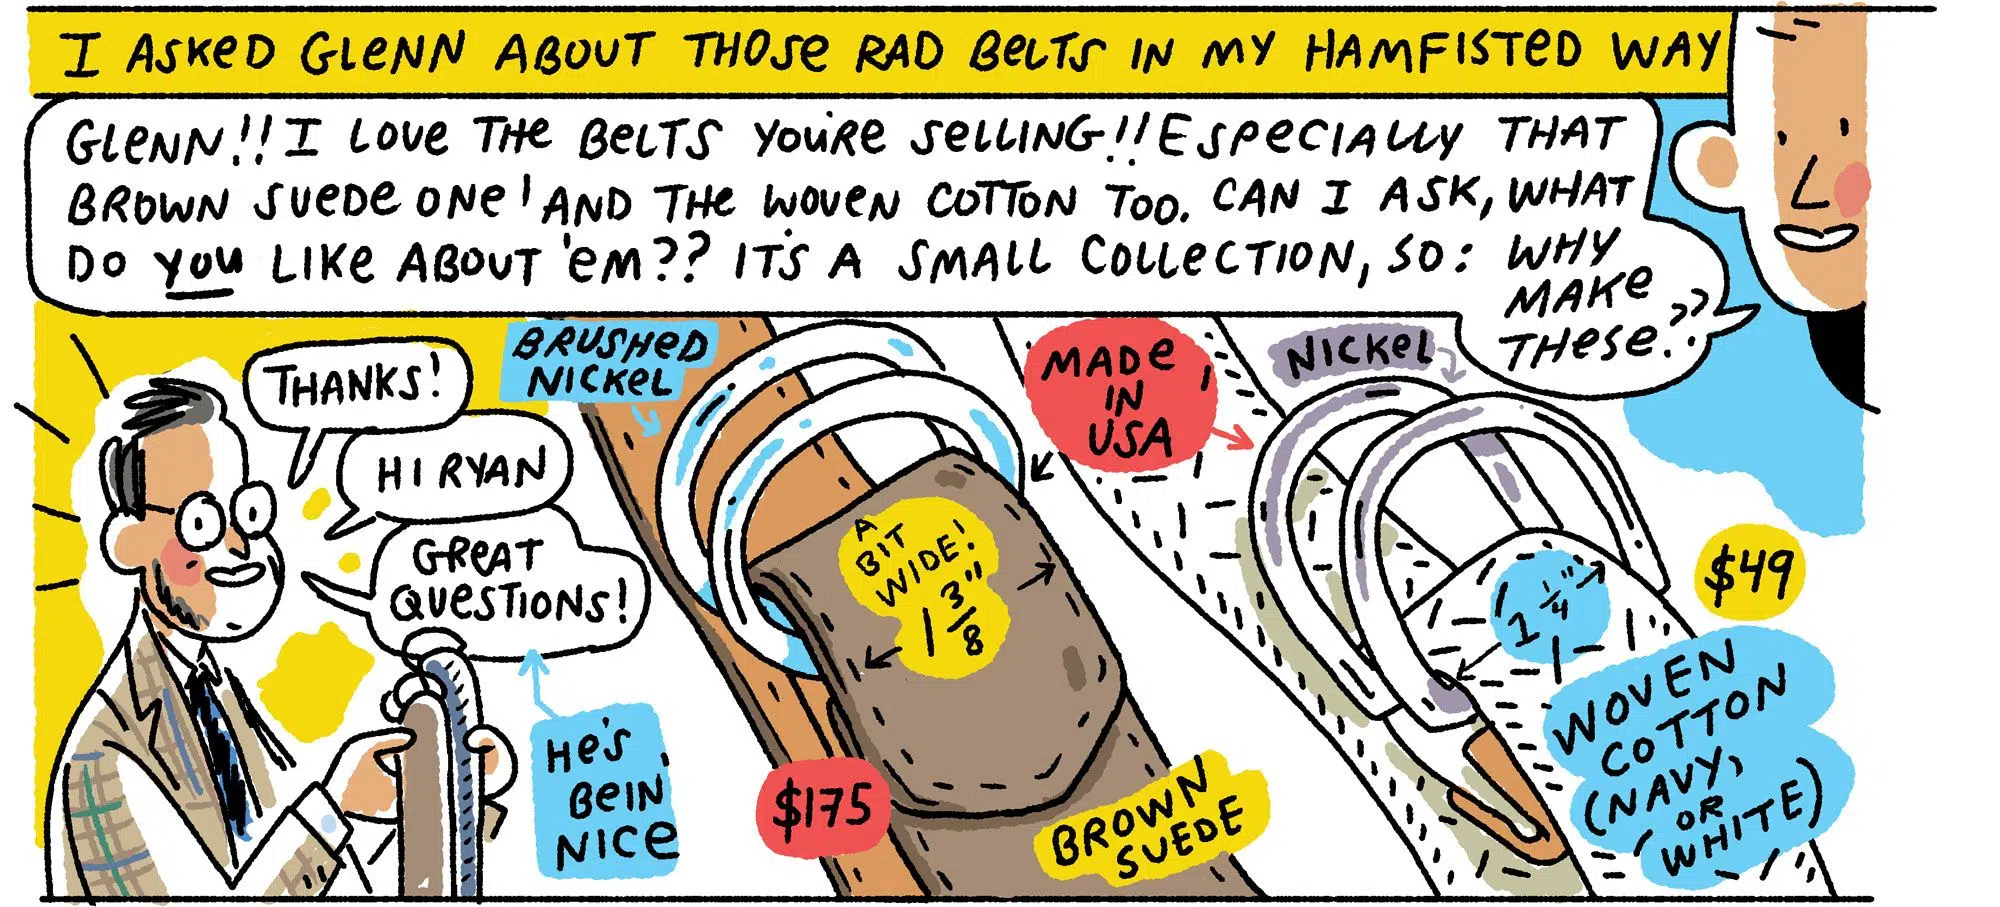 I ASKED GLENN ABOUT THOSE RAD BELTS IN MY HAMFISTED WAY
GLENN!! I LOVE THE BELTS YOU'RE SELLING!! ESPECIALLY THAT
BROWN SUEDE ONE! AND THE WOVEN COTTON TOO. CAN I ASK, WHAT
DO YOU LIKE ABOUT 'EM?? IT'S A SMALL COLLECTION, SO: WHY
MAKE
THESE??
THANKS!
HI RYAN
GREAT
QUESTIONS!
HE'S
BEIN
NICE
BRUSHED
NICKEL
A
BIT
WIDE!
1 3/8"
$175
BROWN
SUEDE
MADE
IN
USA
NICKEL
1 1/4"
$49
WOVEN
COTTON
(NAVY,
OR
WHITE)